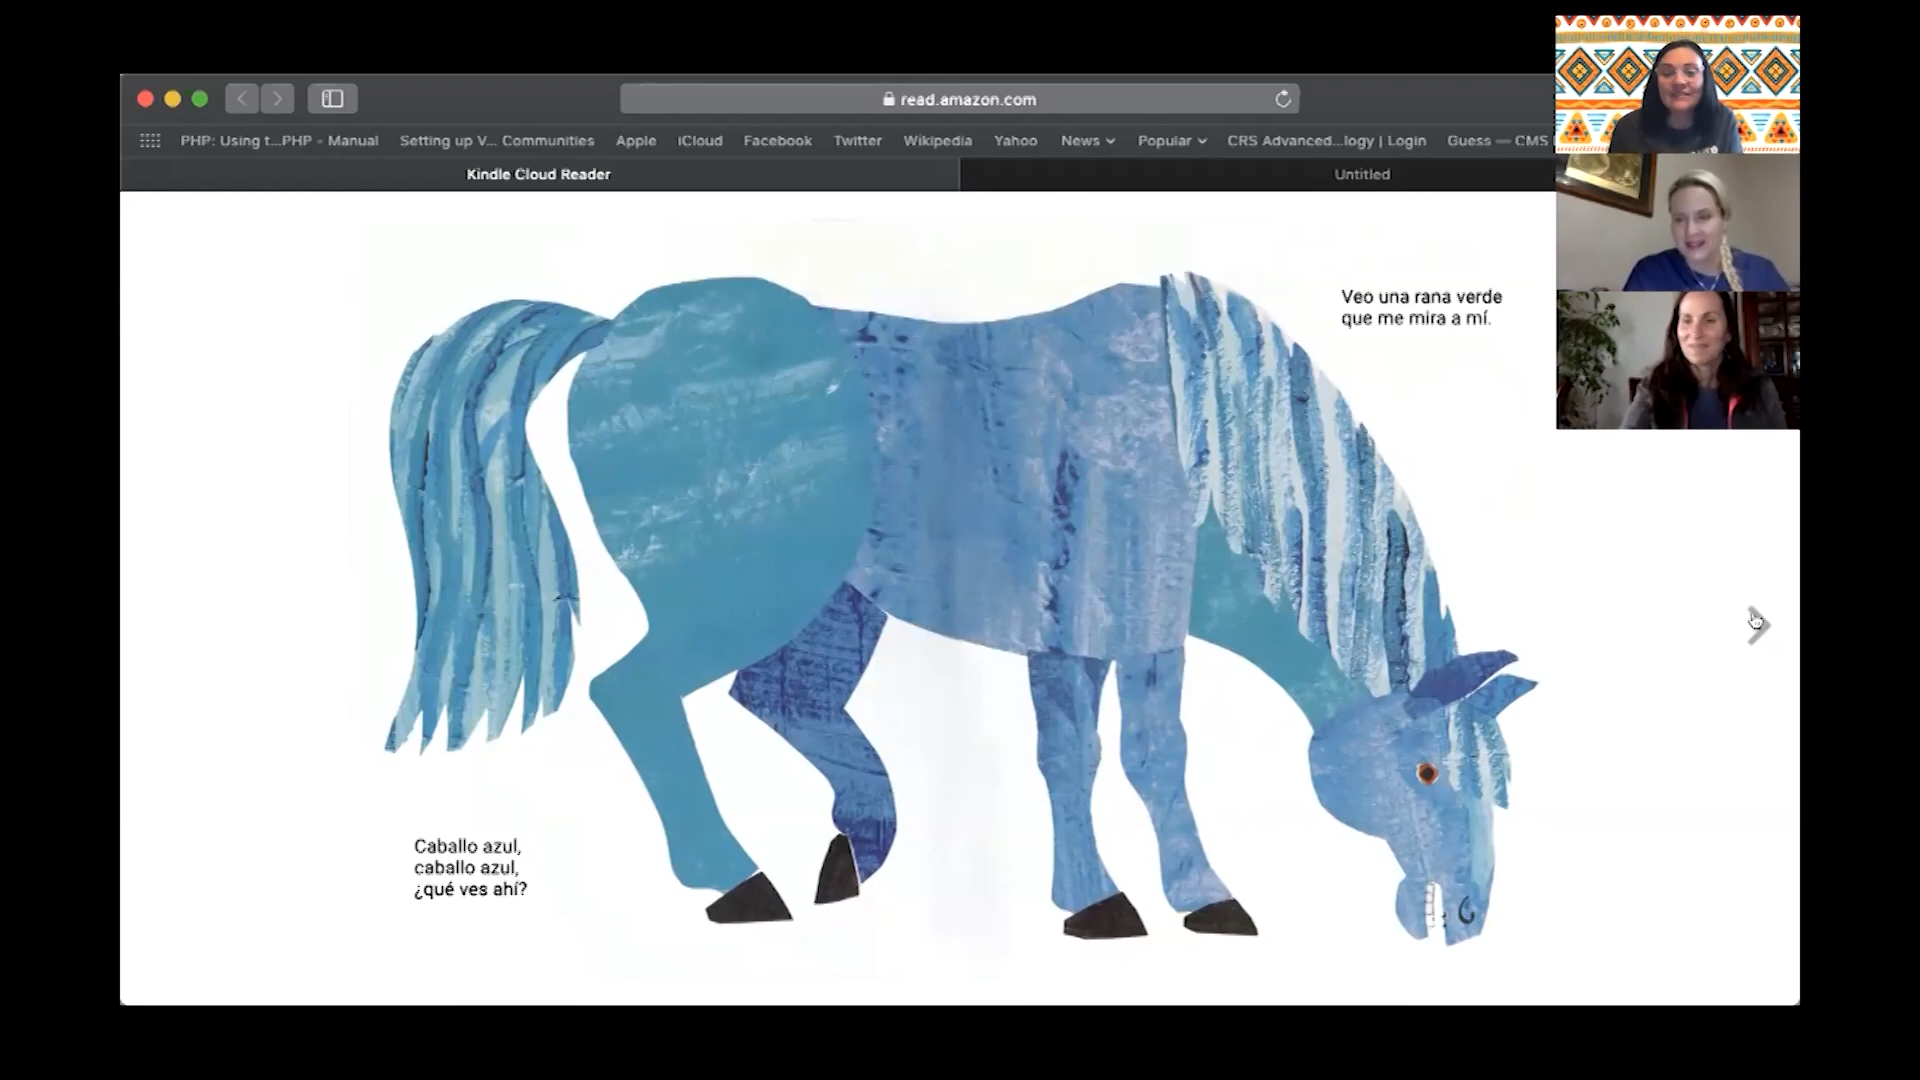 read.amazon.com
PHP: Using t...PHP - Manual
Setting up V... Communities
Apple
iCloud
Facebook
Twitter
Wikipedia
Yahoo
News
Popular
CRS Advanced...logy | Login
Guess — CMS
Kindle Cloud Reader
Untitled
Veo una rana verde
que me mira a mí.
Caballo azul,
caballo azul,
¿qué ves ahí?